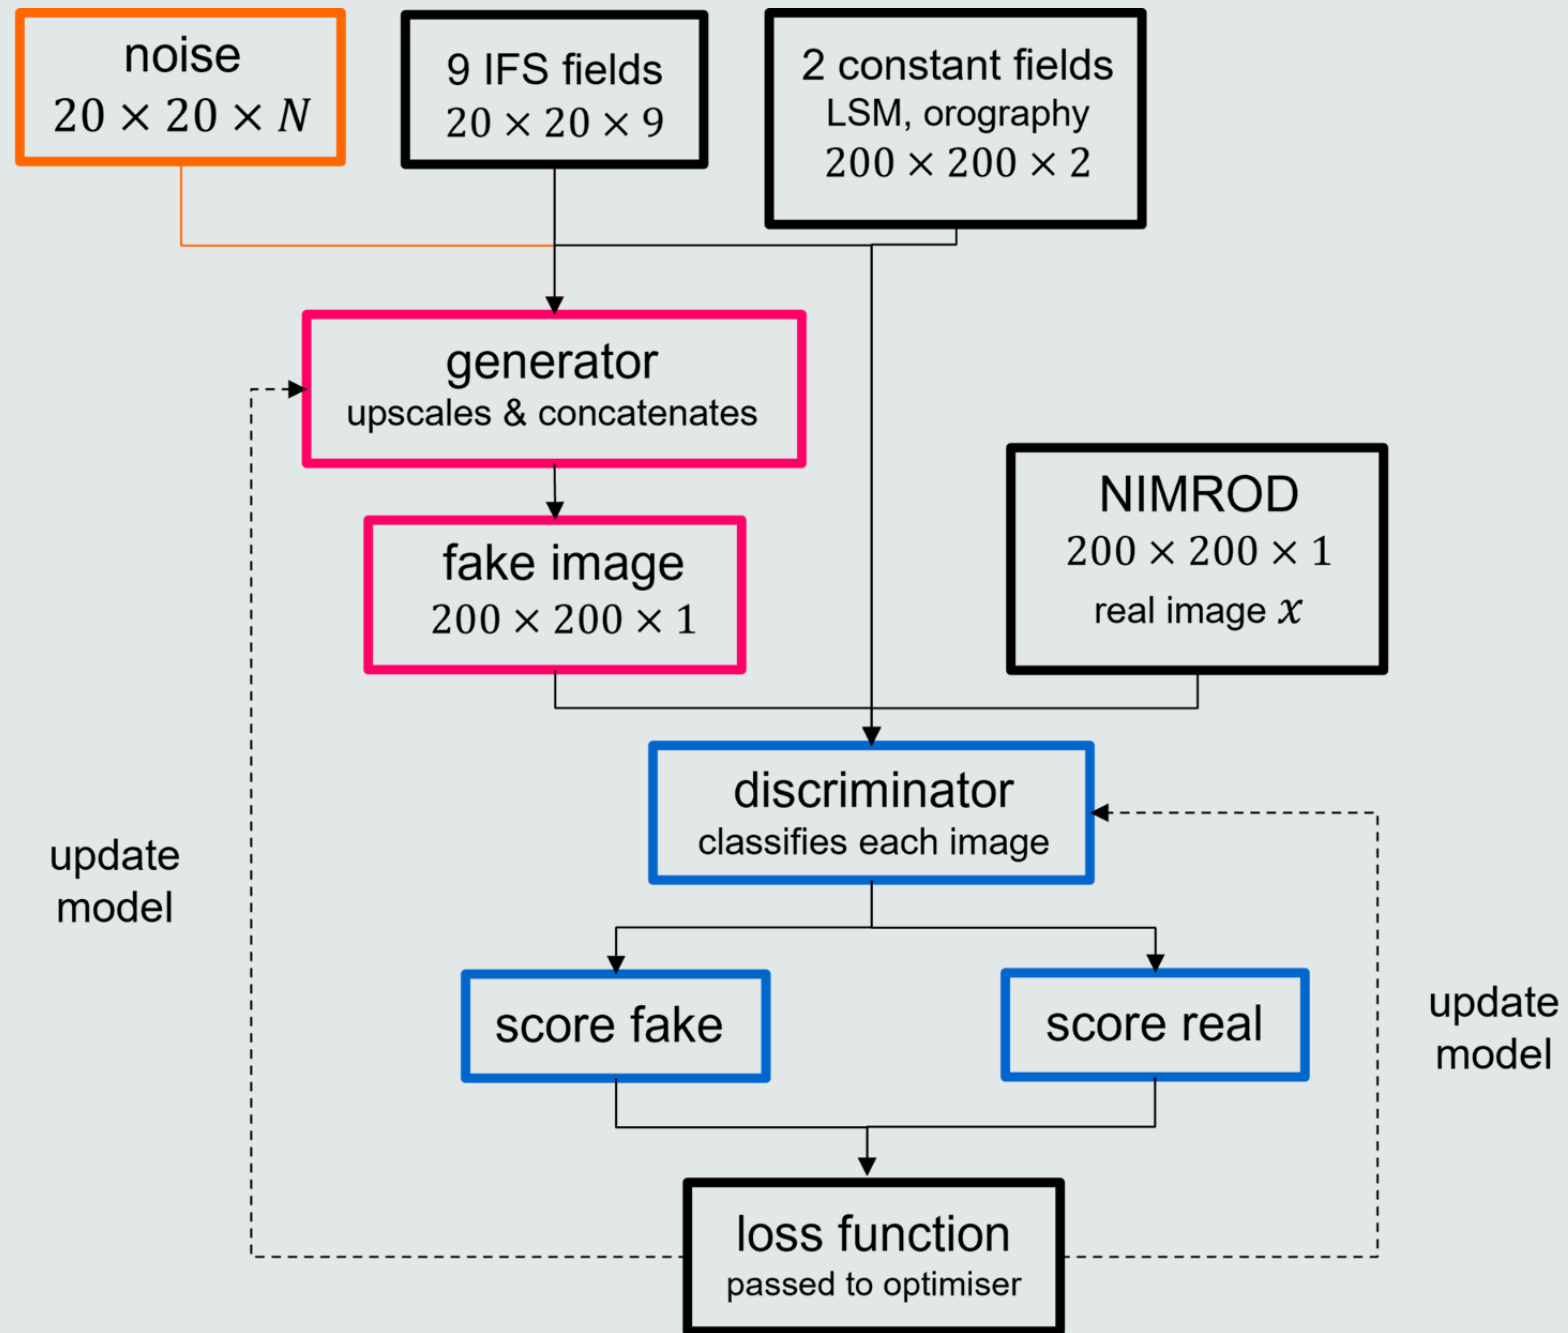 noise
20 × 20 × N
9 IFS fields
20 × 20 × 9
2 constant fields
LSM, orography
200 × 200 × 2
generator
upscales & concatenates
fake image
200 × 200 × 1
NIMROD
200 × 200 × 1
real image x
discriminator
classifies each image
update
model
score fake
score real
update
model
loss function
passed to optimiser